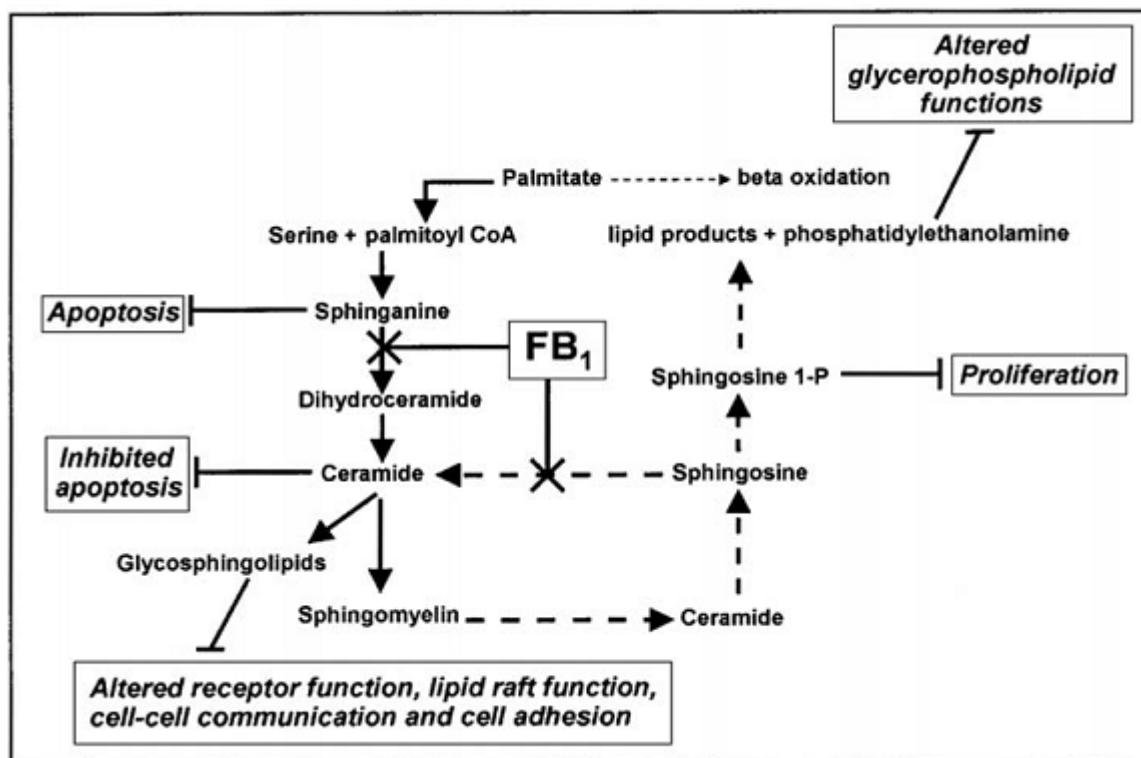 Altered
glycerophospholipid
functions
Palmitate
beta oxidation
Serine + palmitoyl CoA
lipid products + phosphatidylethanolamine
Apoptosis
Sphinganine
FB1
Dihydroceramide
Sphingosine 1-P
Proliferation
Inhibited
apoptosis
Ceramide
Sphingosine
Glycosphingolipids
Sphingomyelin
Ceramide
Altered receptor function, lipid raft function,
cell-cell communication and cell adhesion